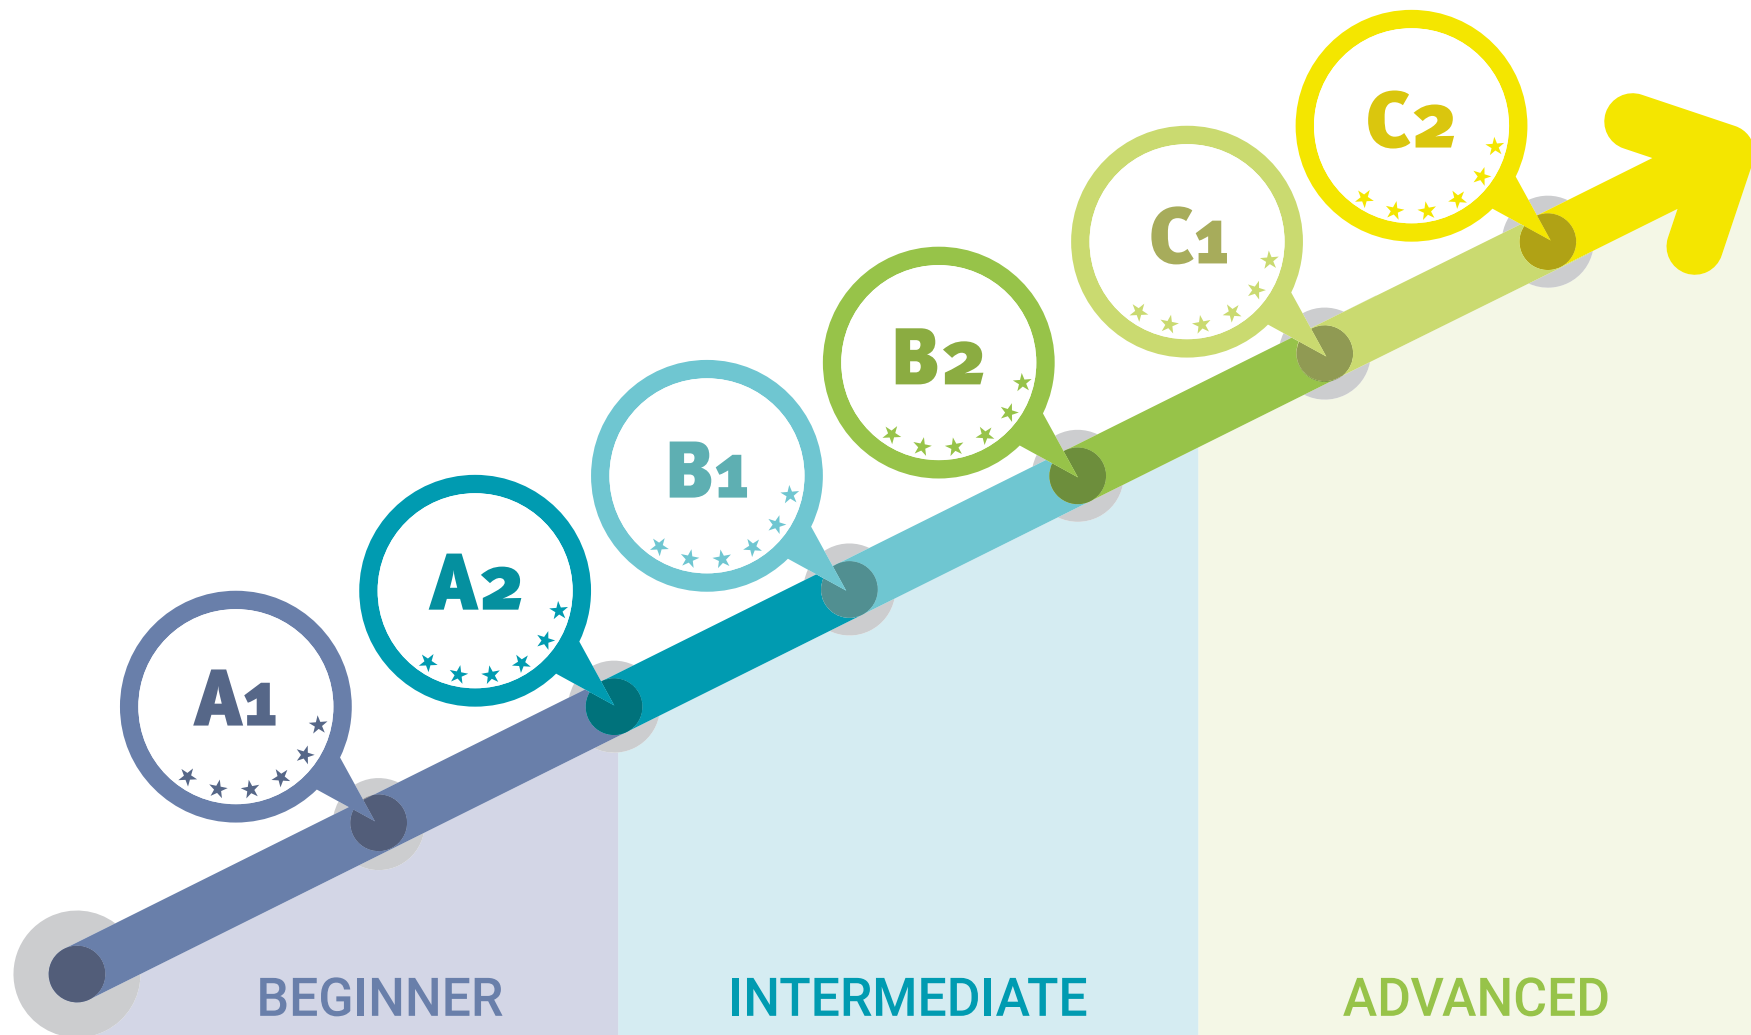 C2
C1
B2
B1
A2
A1
BEGINNER
INTERMEDIATE
ADVANCED